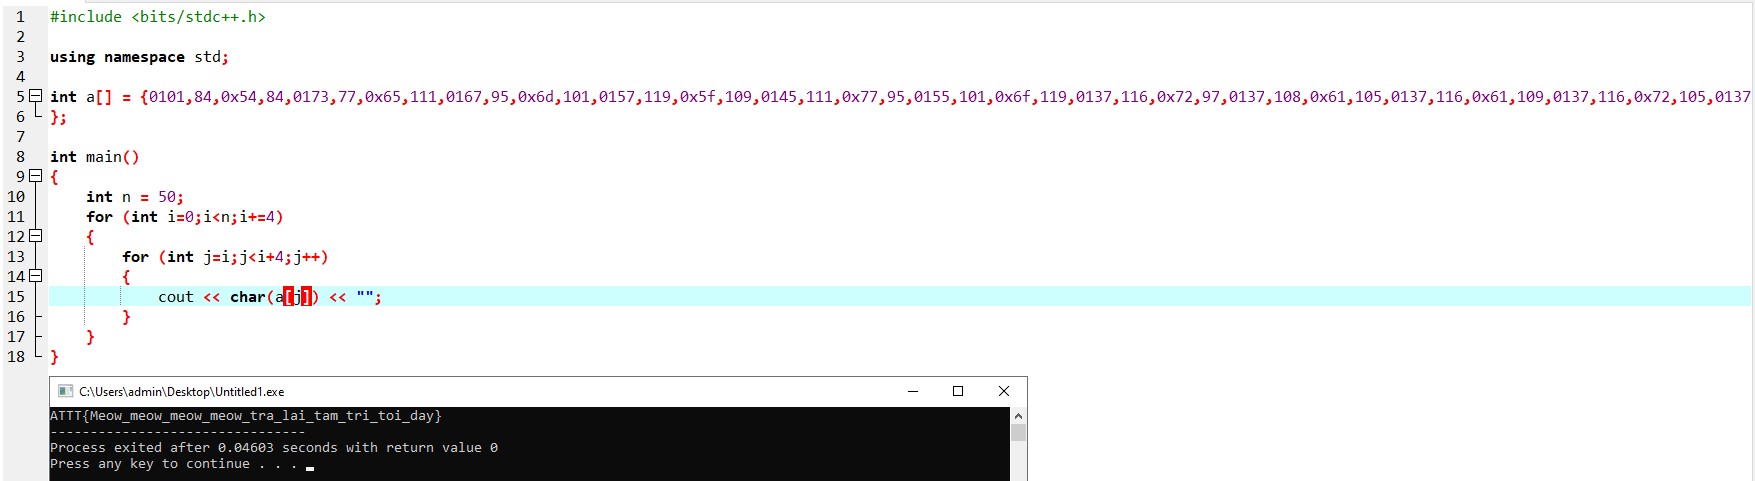 1 #include <bits/stdc++.h>
2
3 using namespace std;
4
5 int a[] = {0101,84,0x54,84,0173,77,0x65,111,0167,95,0x6d,101,0157,119,0x5f,109,0145,111,0x77,95,0155,101,0x6f,119,0137,116,0x72,97,0137,108,0x61,105,0137,116,0x61,109,0137,116,0x72,105,0137
6 };
7
8 int main()
9 {
10 int n = 50;
11 for (int i=0;i<n;i+=4)
12 {
13 for (int j=i;j<i+4;j++)
14 {
15 cout << char(a[j]) << "";
16 }
17 }
18 }
C:\Users\admin\Desktop\Untitled1.exe
ATTT{Meow_meow_meow_meow_tra_lai_tam_tri_toi_day}
--------------------------------
Process exited after 0.04603 seconds with return value 0
Press any key to continue . . .